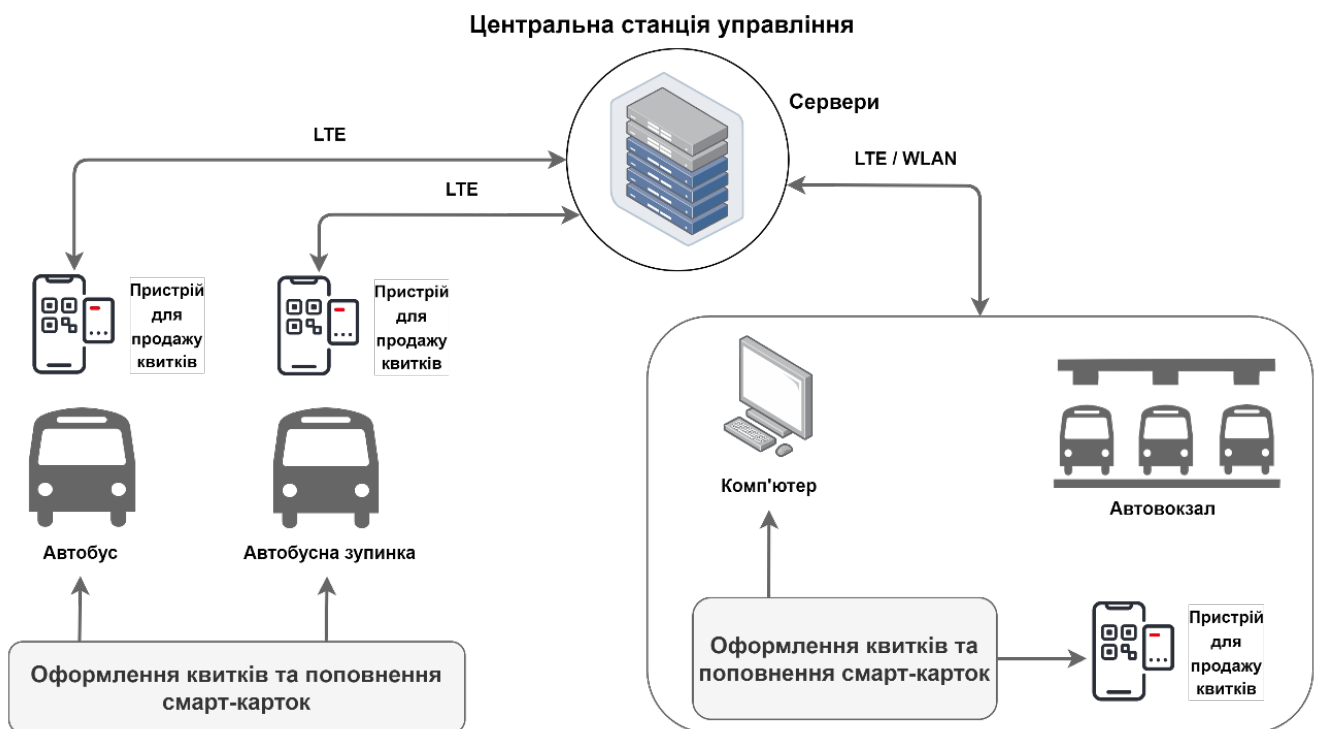 Центральна станція управління
Сервери
LTE
LTE / WLAN
LTE
Пристрій
для
продажу
квитків
Пристрій
для
продажу
квитків
Комп'ютер
Автовокзал
Автобус
Автобусна зупинка
Оформлення квитків та поповнення
смарт-карток
Оформлення квитків та
поповнення смарт-карток
Пристрій
для
продажу
квитків